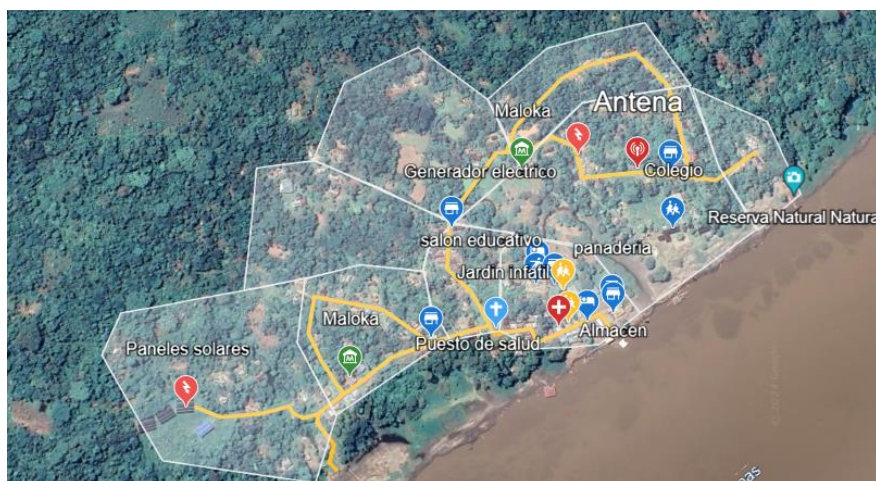 Maloka
Antena
Generador electrico
Colegio
Reserva Natural Natura
salon educativo
panaderia
Jardin infatil
Maloka
Puesto de salud
Almacen
Paneles solares